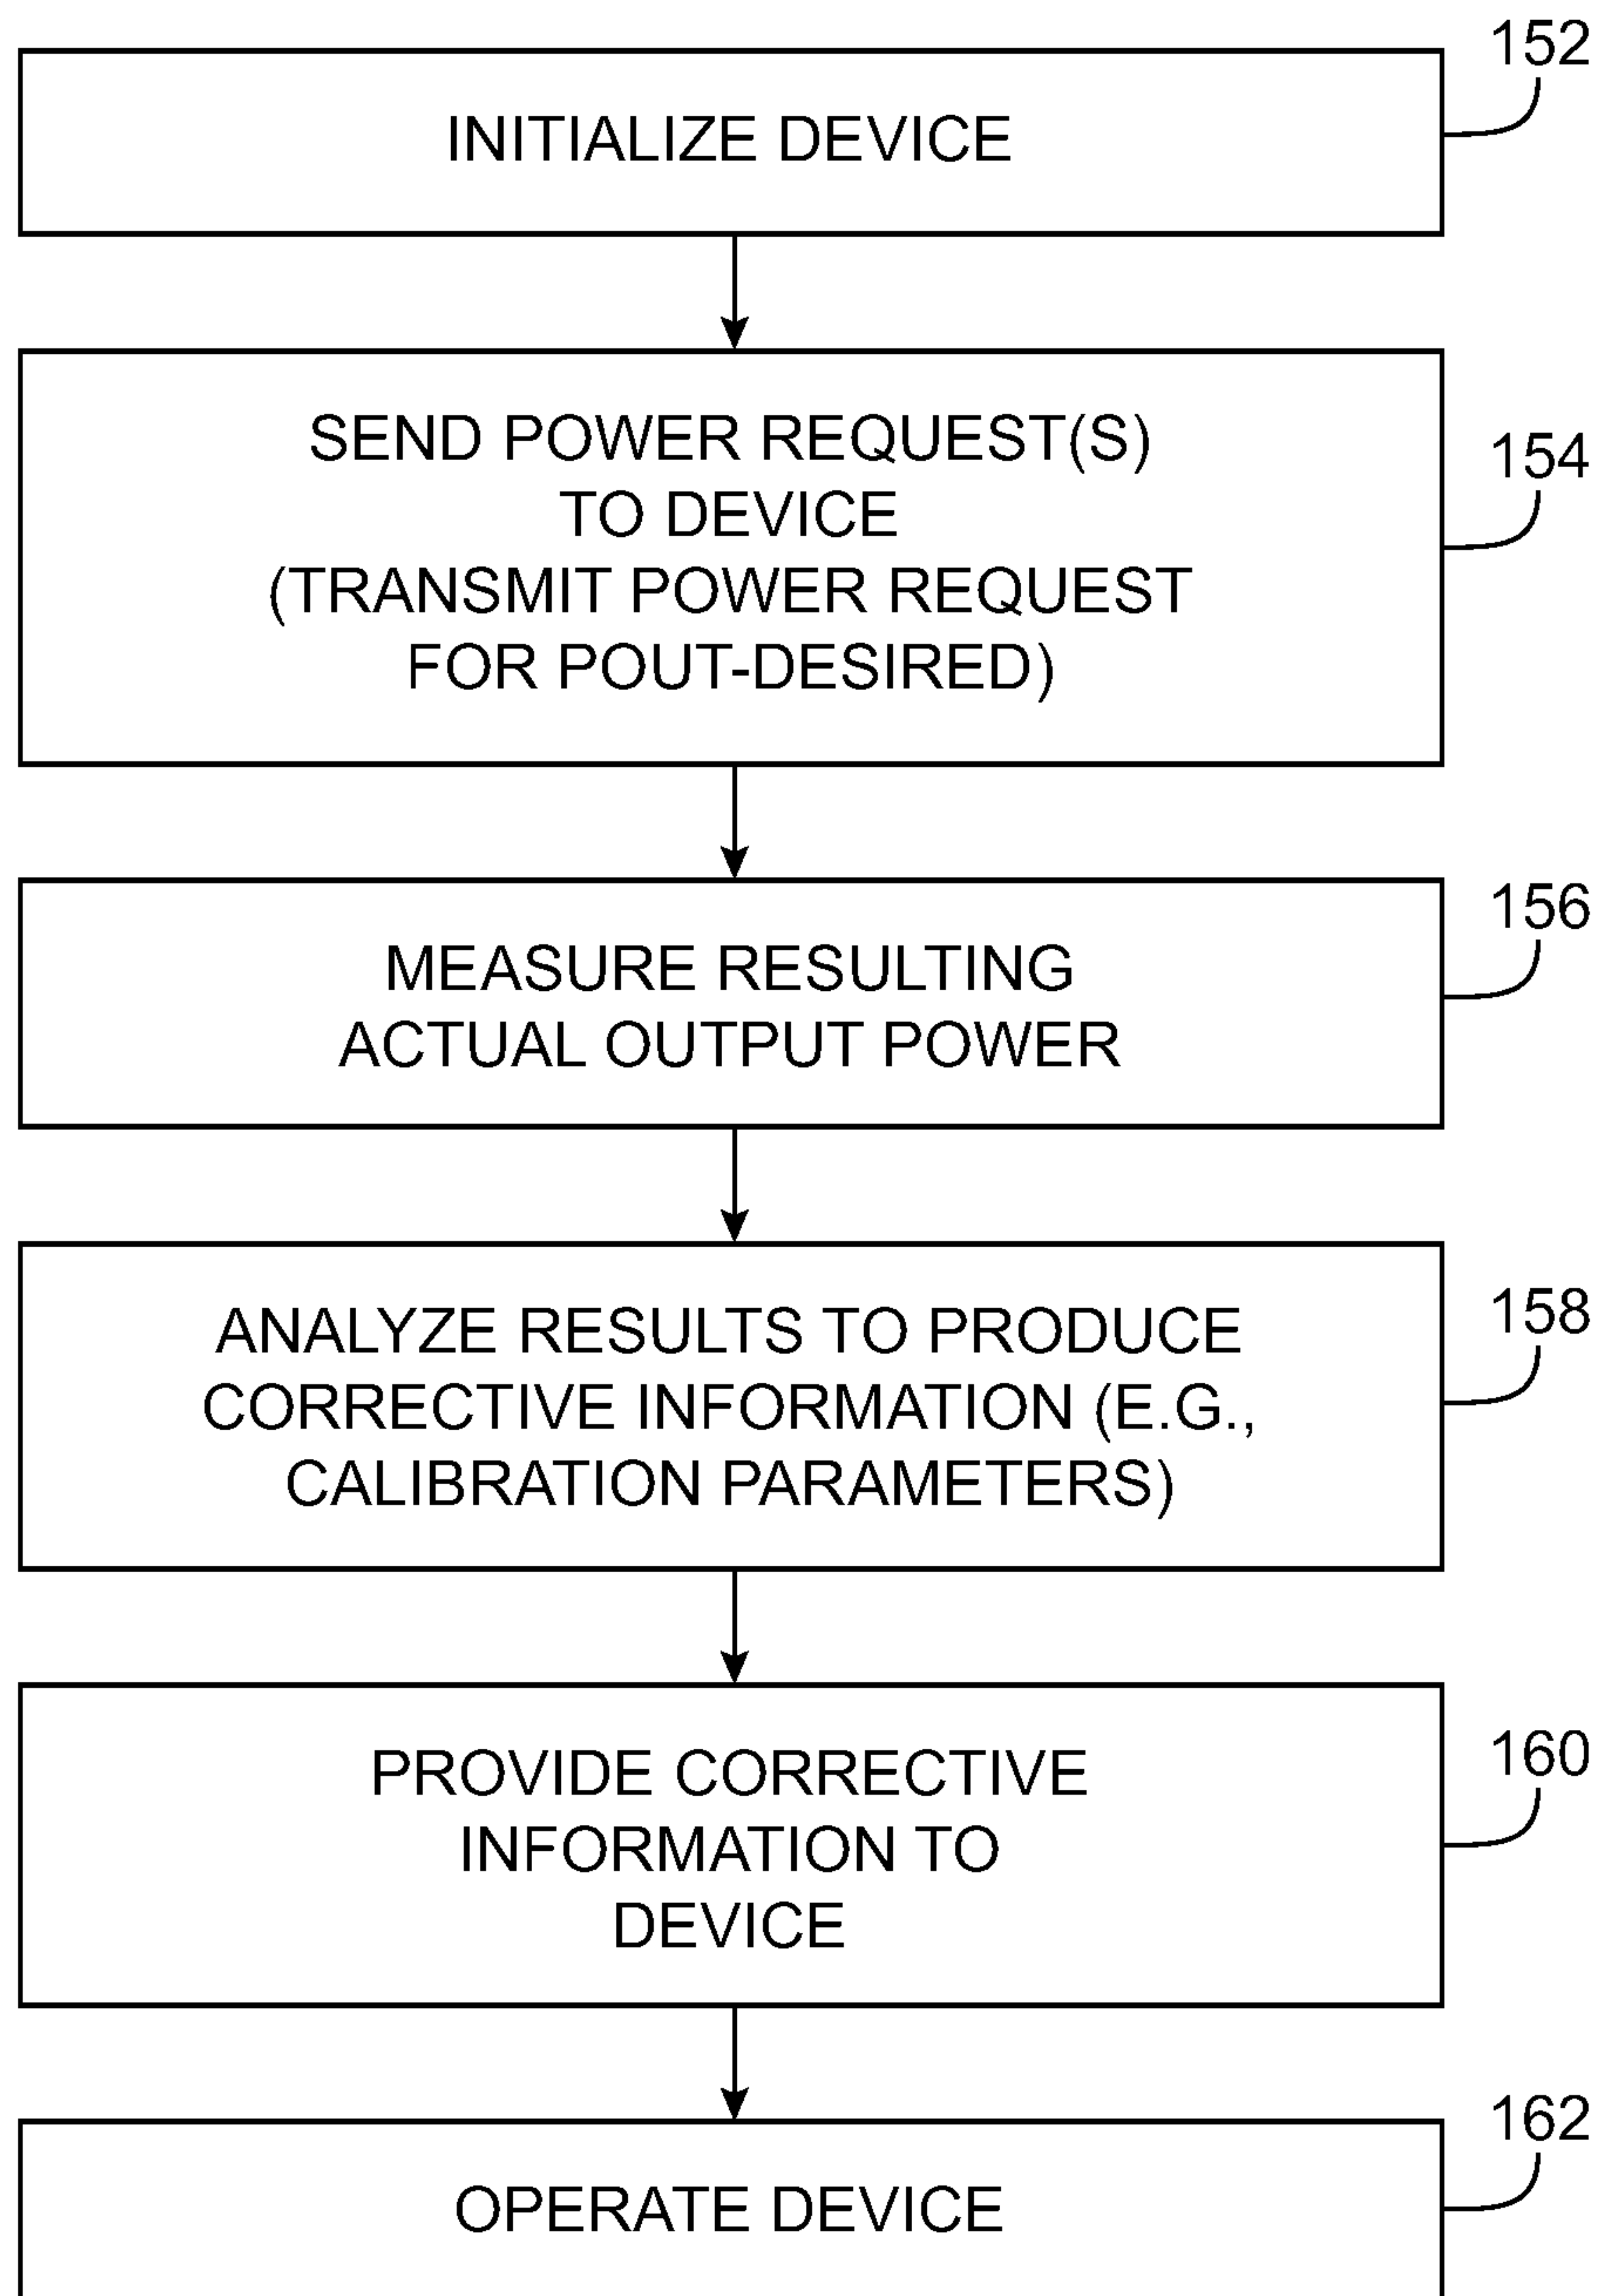 152
INITIALIZE DEVICE
SEND POWER REQUEST(S)
TO DEVICE
(TRANSMIT POWER REQUEST
FOR POUT-DESIRED)
154
MEASURE RESULTING
ACTUAL OUTPUT POWER
156
ANALYZE RESULTS TO PRODUCE
CORRECTIVE INFORMATION (E.G.,
CALIBRATION PARAMETERS)
158
PROVIDE CORRECTIVE
INFORMATION TO
DEVICE
160
OPERATE DEVICE
162